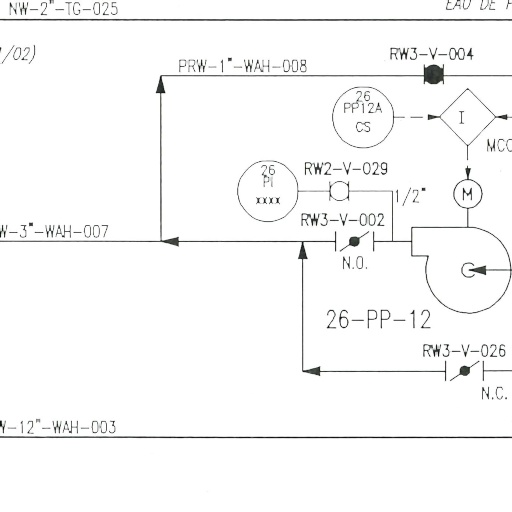 NW-2"-TG-025
EAU DE
1/02)
RW3-V-004
PRW-1"-WAH-008
26
PP12A
CS
I
MCC
RW2-V-029
26
PI
xxxx
1/2"
M
RW3-V-002
W-3"-WAH-007
N.O.
C
26-PP-12
RW3-V-026
N.C.
W-12"-WAH-003